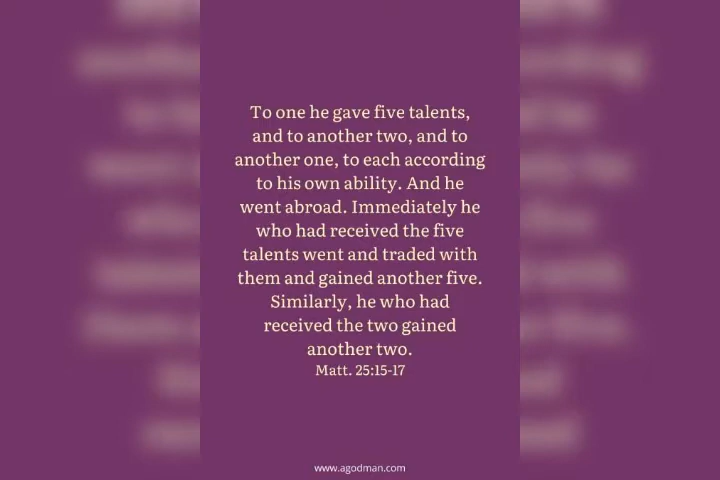 To one he gave five talents,
and to another two, and to
another one, to each according
to his own ability. And he
went abroad. Immediately he
who had received the five
talents went and traded with
them and gained another five.
Similarly, he who had
received the two gained
another two.
Matt. 25:15-17
www.agodman.com